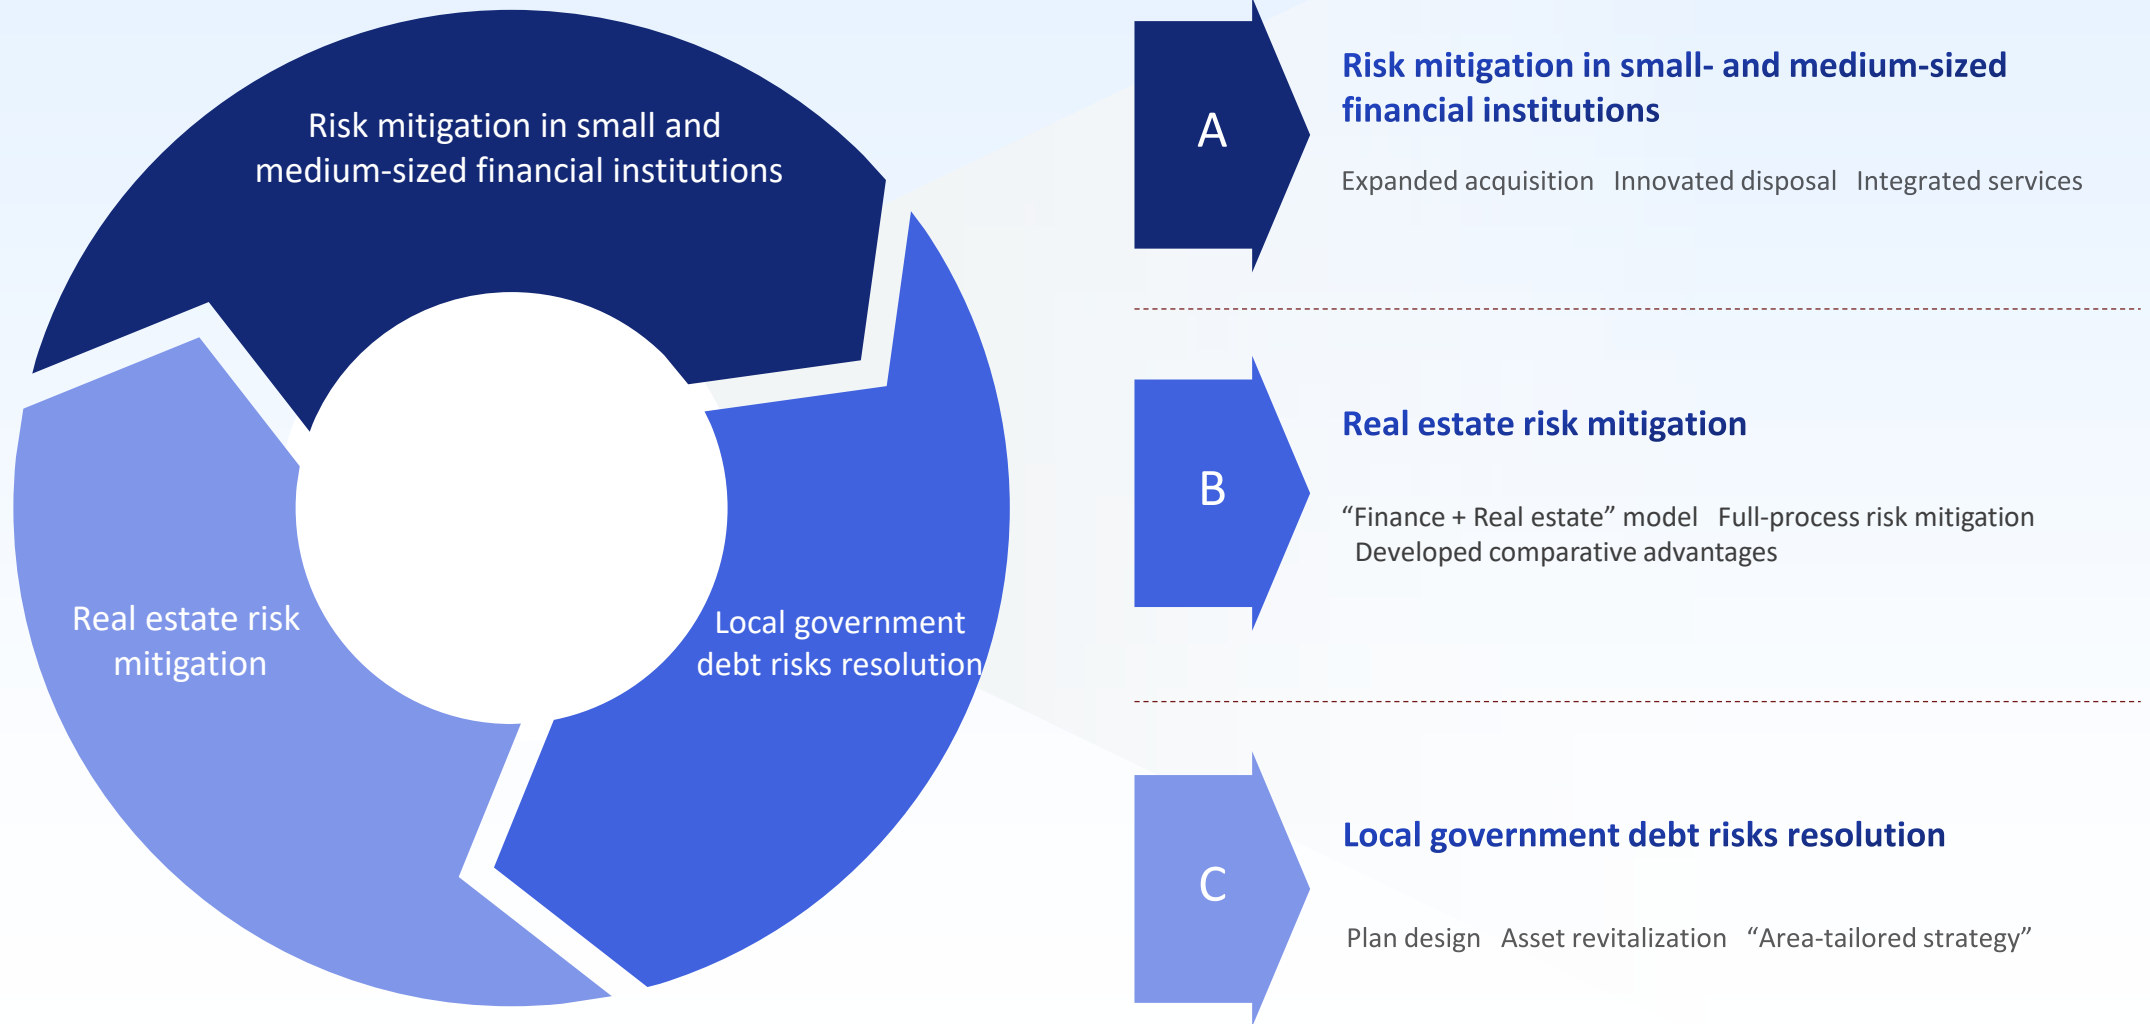 Risk mitigation in small and
medium-sized financial institutions
Real estate risk
mitigation
Local government
debt risks resolution
A
Risk mitigation in small- and medium-sized
financial institutions
Expanded acquisition Innovated disposal Integrated services
B
Real estate risk mitigation
“Finance + Real estate” model Full-process risk mitigation
Developed comparative advantages
C
Local government debt risks resolution
Plan design Asset revitalization “Area-tailored strategy”